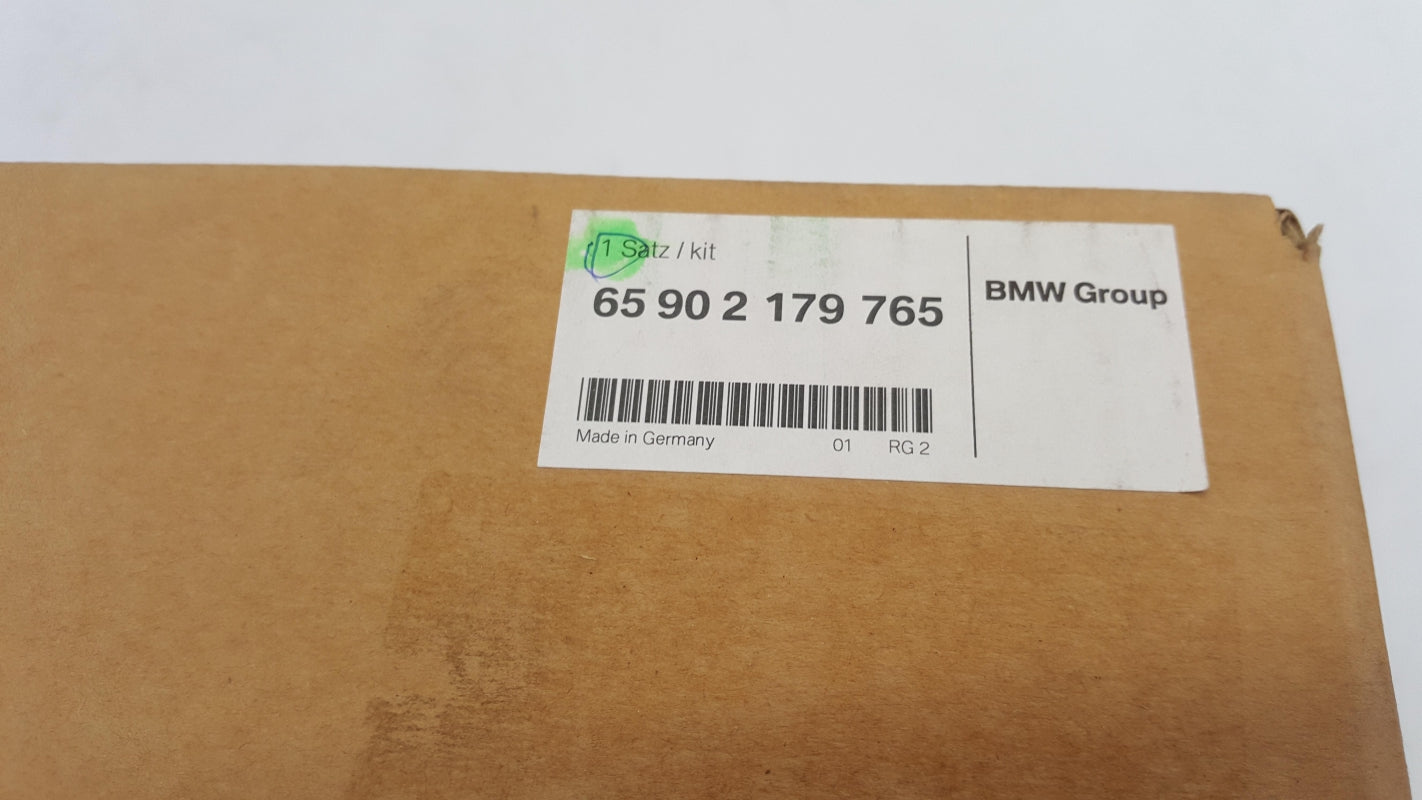 1 Satz / kit
65 90 2 179 765
BMW Group
Made in Germany 01 RG 2